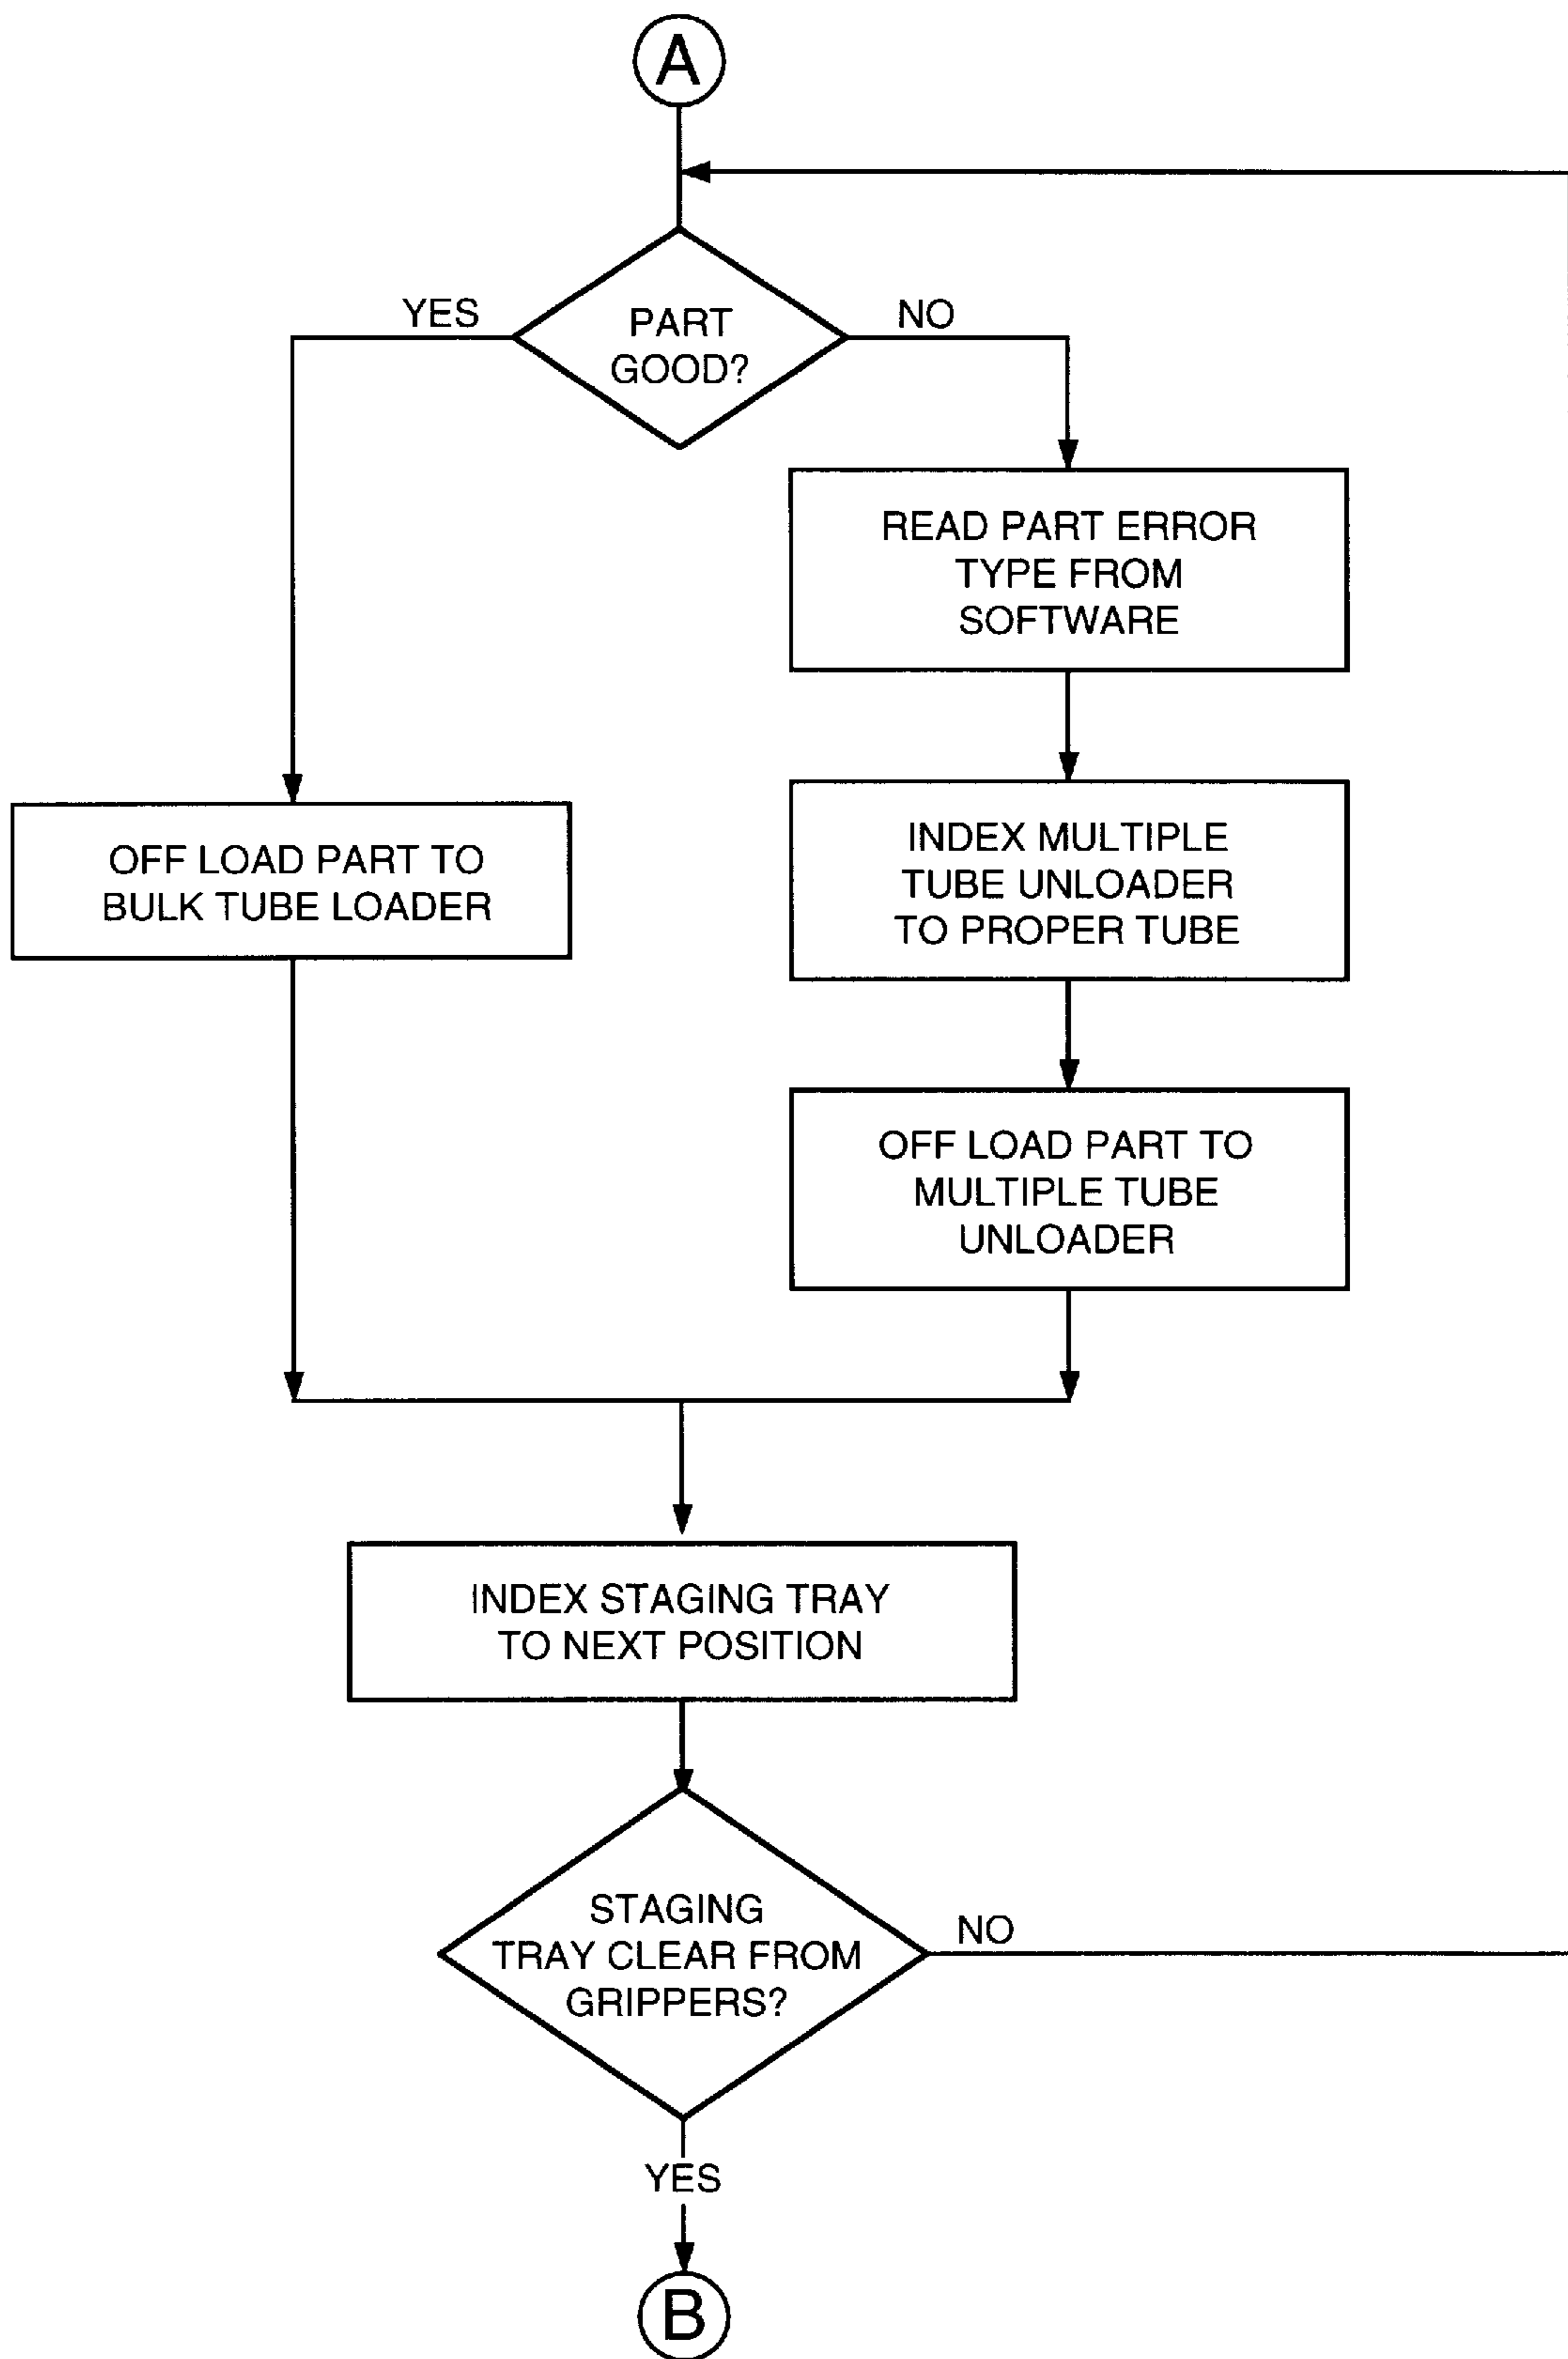 A
YES
PART
GOOD?
NO
READ PART ERROR
TYPE FROM
SOFTWARE
OFF LOAD PART TO
BULK TUBE LOADER
INDEX MULTIPLE
TUBE UNLOADER
TO PROPER TUBE
OFF LOAD PART TO
MULTIPLE TUBE
UNLOADER
INDEX STAGING TRAY
TO NEXT POSITION
STAGING
TRAY CLEAR FROM
GRIPPERS?
NO
YES
B